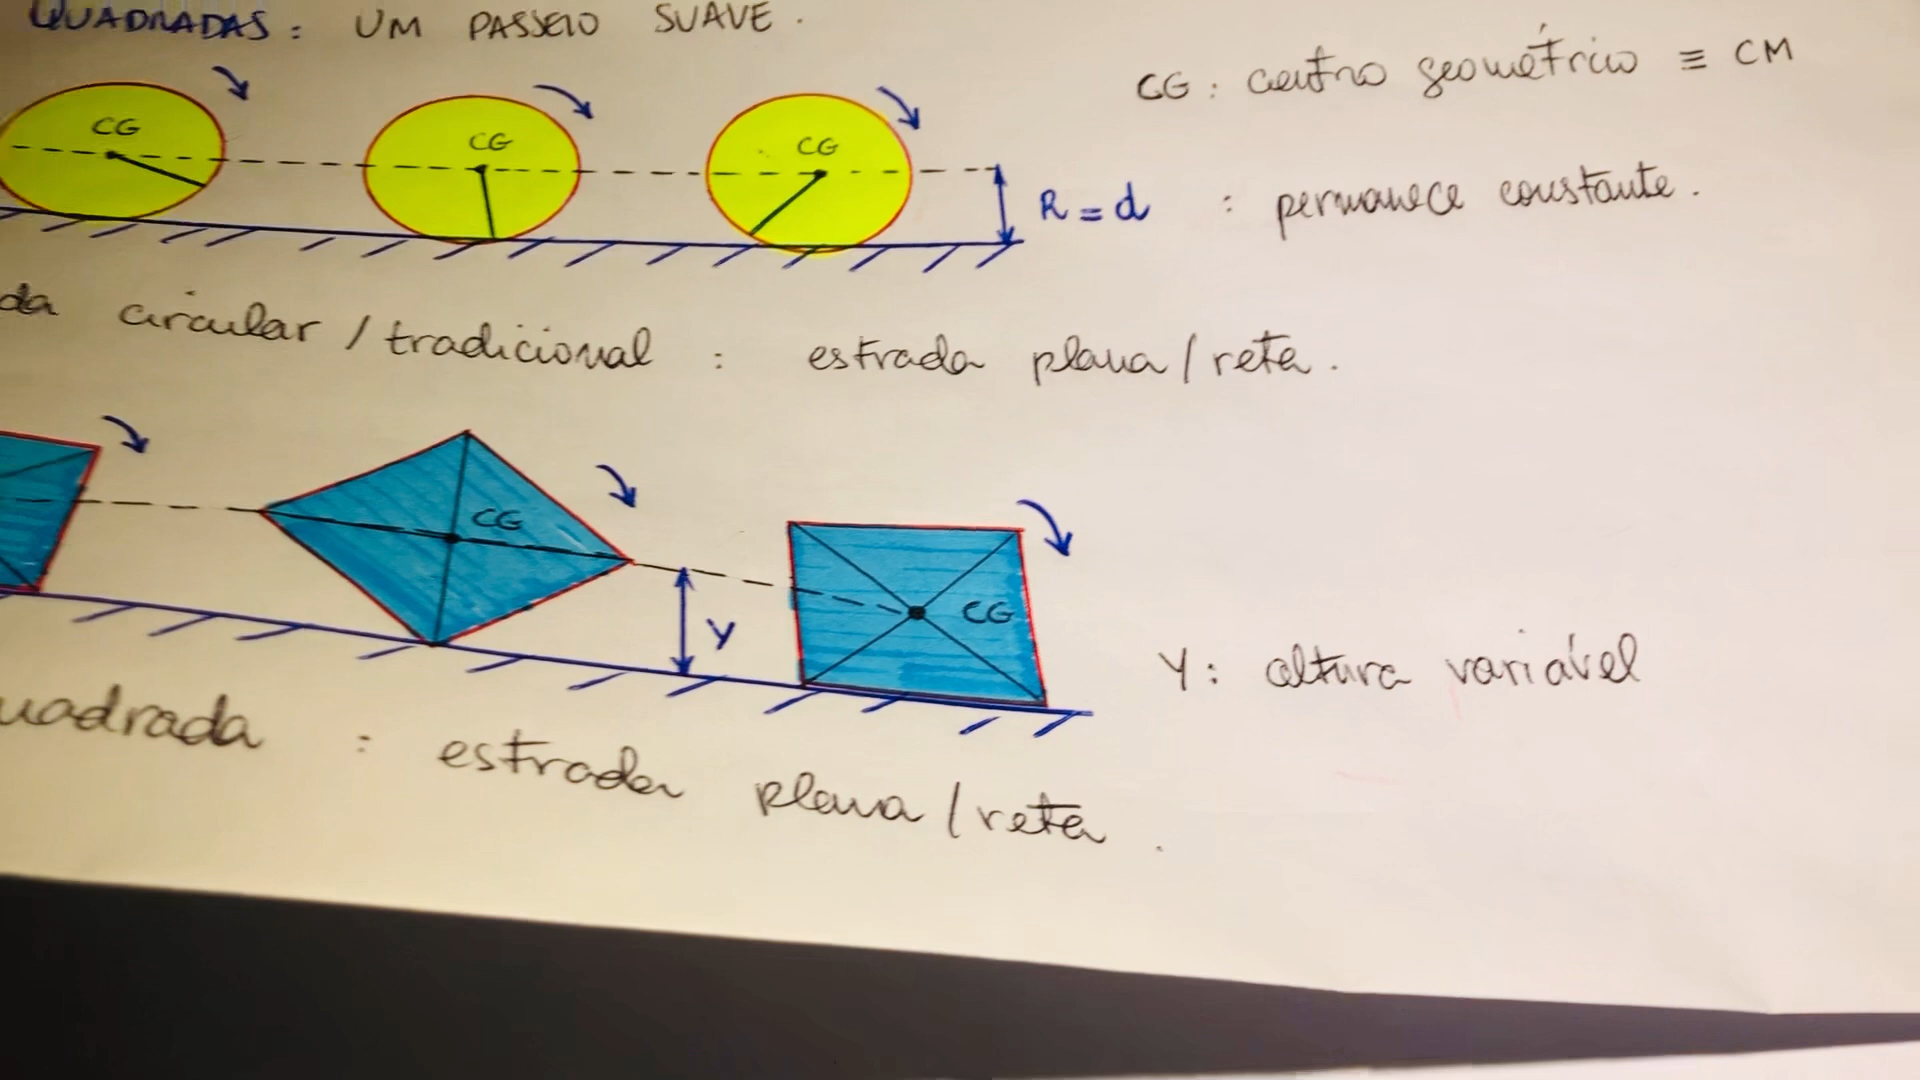 QUADRADAS: UM PASSEIO SUAVE.
CG: centro geométrico ≡ CM
CG
CG
CG
R = d : permanece constante.
da circular / tradicional : estrada plana / reta.
CG
CG
Y
Y: altura variável
uadrada : estrada plana / reta.